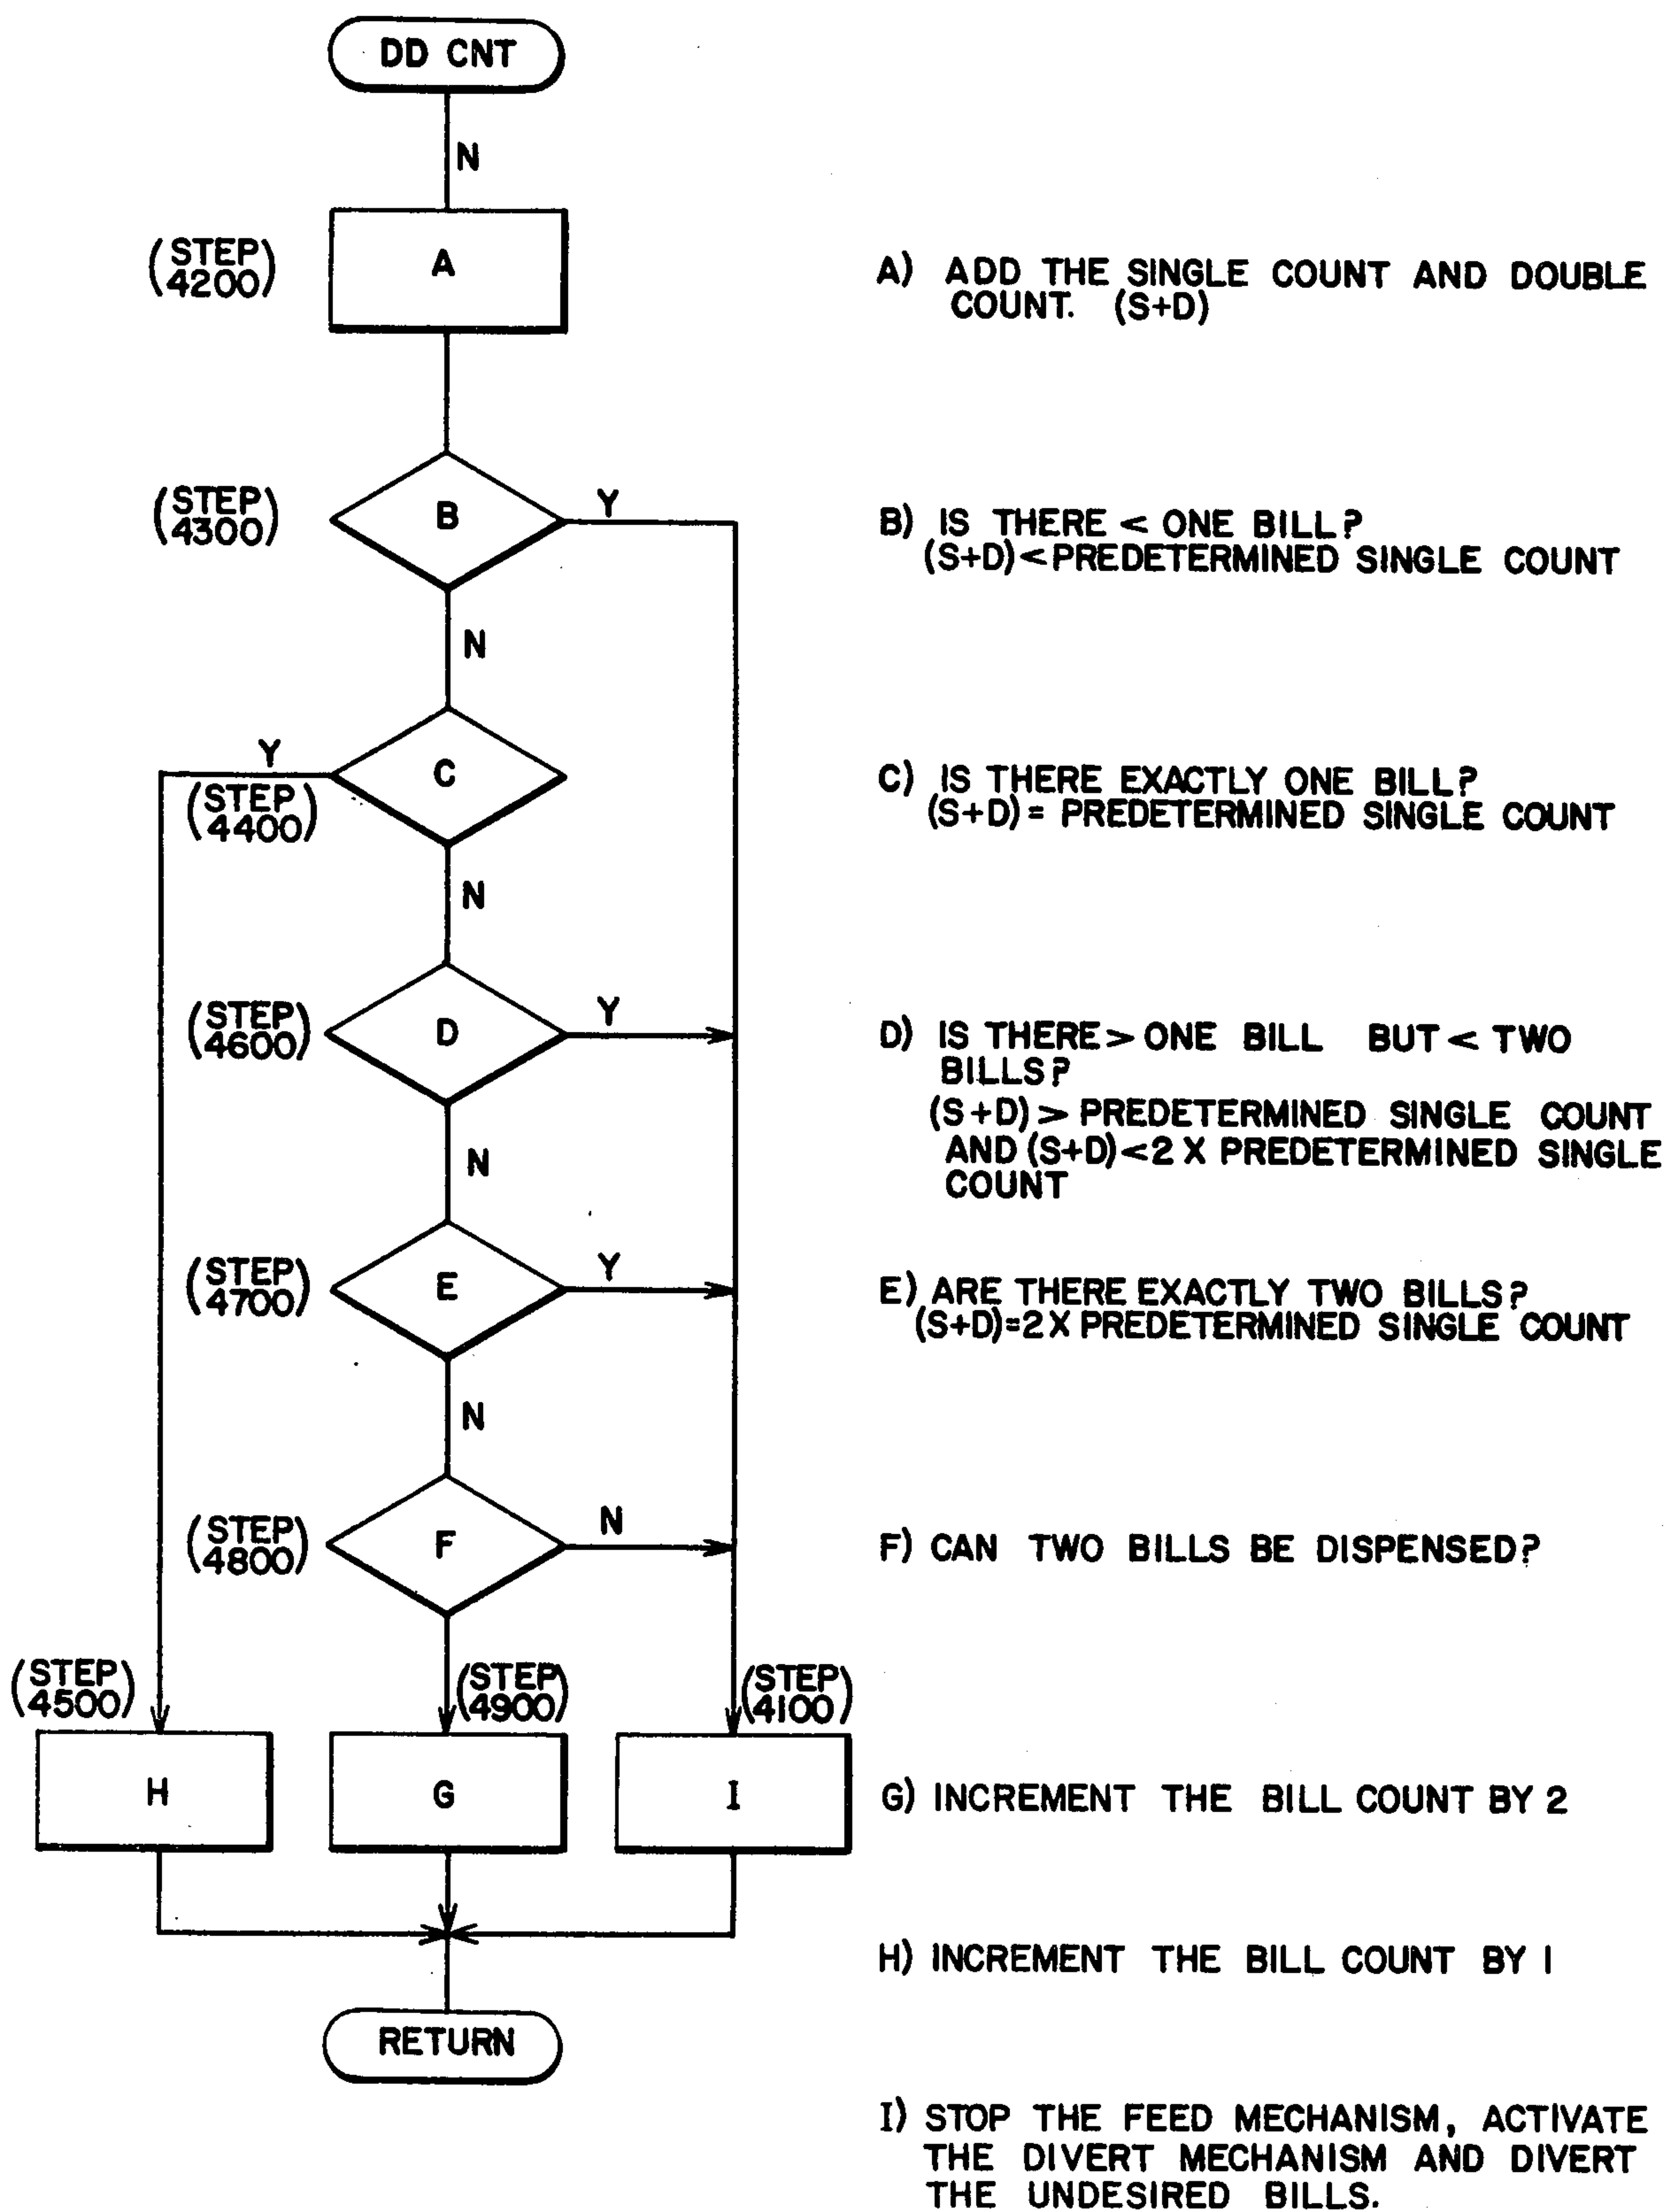 DD CNT
N
(STEP
4200)
A
A) ADD THE SINGLE COUNT AND DOUBLE
COUNT. (S+D)
(STEP
4300)
B
Y
B) IS THERE < ONE BILL?
(S+D)<PREDETERMINED SINGLE COUNT
N
Y
(STEP
4400)
C
C) IS THERE EXACTLY ONE BILL?
(S+D)= PREDETERMINED SINGLE COUNT
N
(STEP
4600)
D
Y
D) IS THERE> ONE BILL BUT < TWO
BILLS?
(S+D) > PREDETERMINED SINGLE COUNT
AND (S+D)<2 X PREDETERMINED SINGLE
COUNT
N
(STEP
4700)
E
Y
E) ARE THERE EXACTLY TWO BILLS?
(S+D)=2X PREDETERMINED SINGLE COUNT
N
(STEP
4800)
F
N
F) CAN TWO BILLS BE DISPENSED?
(STEP
4500)
(STEP
4900)
(STEP
4100)
H
G
I
G) INCREMENT THE BILL COUNT BY 2
H) INCREMENT THE BILL COUNT BY 1
RETURN
I) STOP THE FEED MECHANISM, ACTIVATE
THE DIVERT MECHANISM AND DIVERT
THE UNDESIRED BILLS.